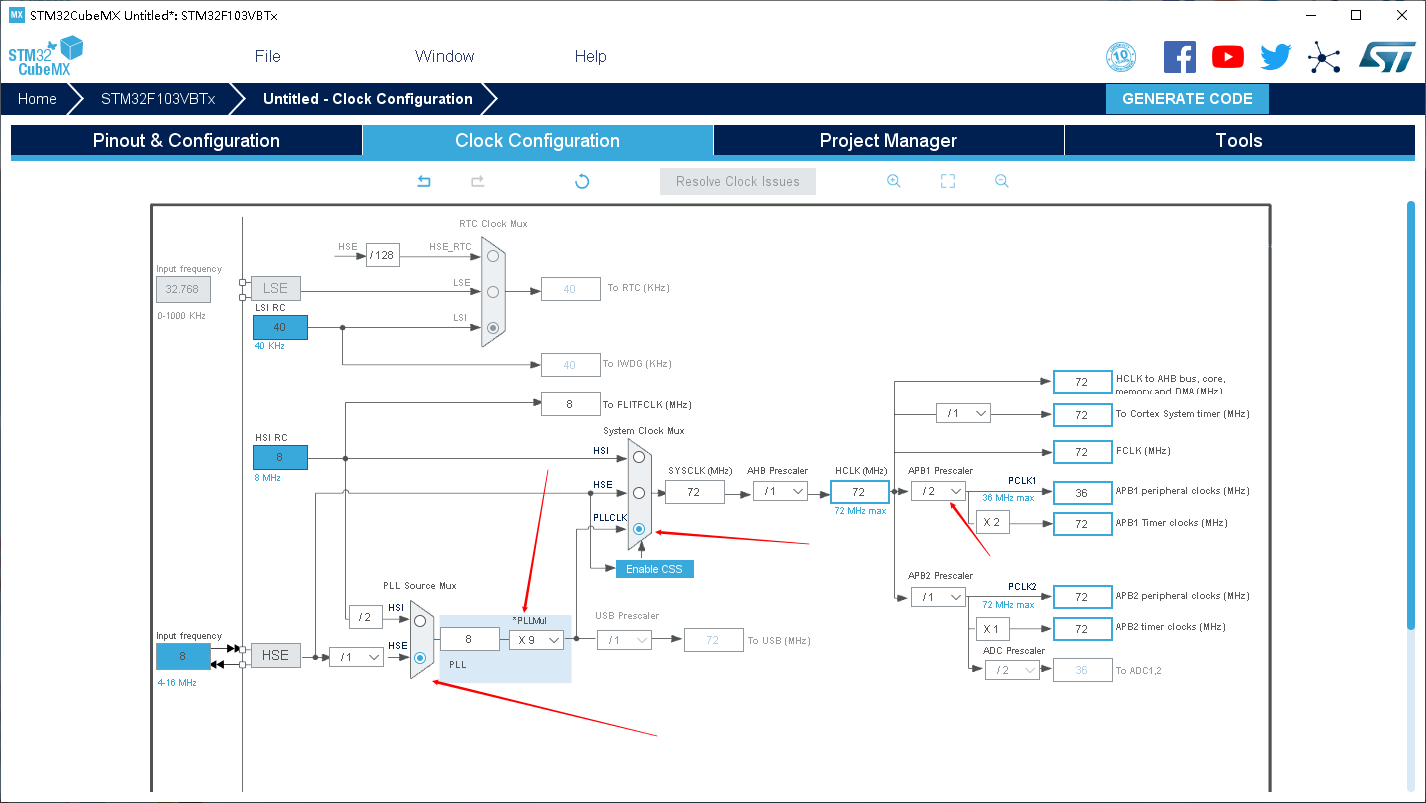 MX STM32CubeMX Untitled*: STM32F103VBTx
STM32
CubeMX
File
Window
Help
10
Home
STM32F103VBTx
Untitled - Clock Configuration
GENERATE CODE
Pinout & Configuration
Clock Configuration
Project Manager
Tools
Resolve Clock Issues
RTC Clock Mux
HSE
/ 128
HSE_RTC
Input frequency
32.768
0-1000 KHz
LSE
LSE
40
To RTC (KHz)
LSI RC
40
40 KHz
LSI
40
To IWDG (KHz)
8
To FLITFCLK (MHz)
HSI RC
8
8 MHz
System Clock Mux
HSI
HSE
PLLCLK
Enable CSS
SYSCLK (MHz)
72
AHB Prescaler
/ 1
HCLK (MHz)
72
72 MHz max
72
HCLK to AHB bus, core,
memory and DMA (MHz)
/ 1
72
To Cortex System timer (MHz)
72
FCLK (MHz)
APB1 Prescaler
/ 2
PCLK1
36 MHz max
36
APB1 peripheral clocks (MHz)
X 2
72
APB1 Timer clocks (MHz)
APB2 Prescaler
/ 1
PCLK2
72 MHz max
72
APB2 peripheral clocks (MHz)
X 1
72
APB2 timer clocks (MHz)
ADC Prescaler
/ 2
36
To ADC1,2
PLL Source Mux
/ 2
HSI
Input frequency
8
4-16 MHz
HSE
/ 1
HSE
8
PLL
*PLLMul
X 9
USB Prescaler
/ 1
72
To USB (MHz)